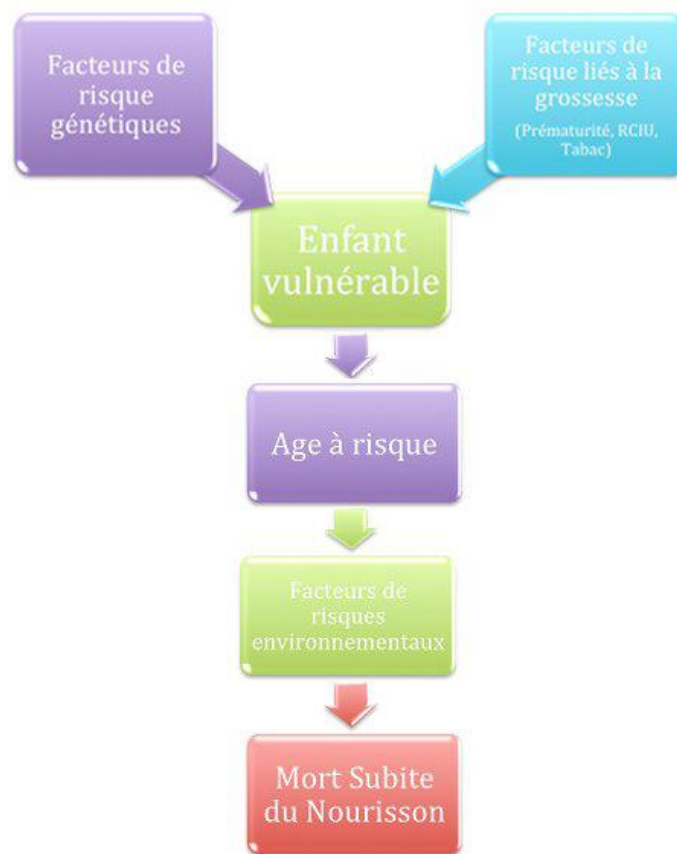 Facteurs de
risque
génétiques
Facteurs de
risque liés à la
grossesse
(Prématurité, RCIU,
Tabac)
Enfant
vulnérable
Age à risque
Facteurs de
risques
environnementaux
Mort Subite
du Nourisson